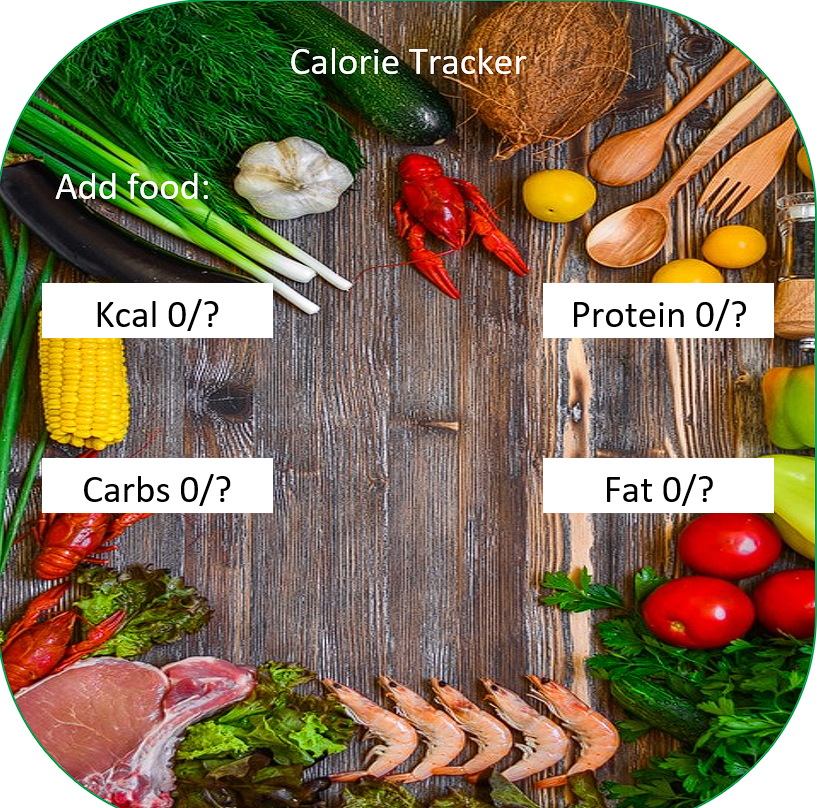 Calorie Tracker
Add food:
Kcal 0/?
Protein 0/?
Carbs 0/?
Fat 0/?